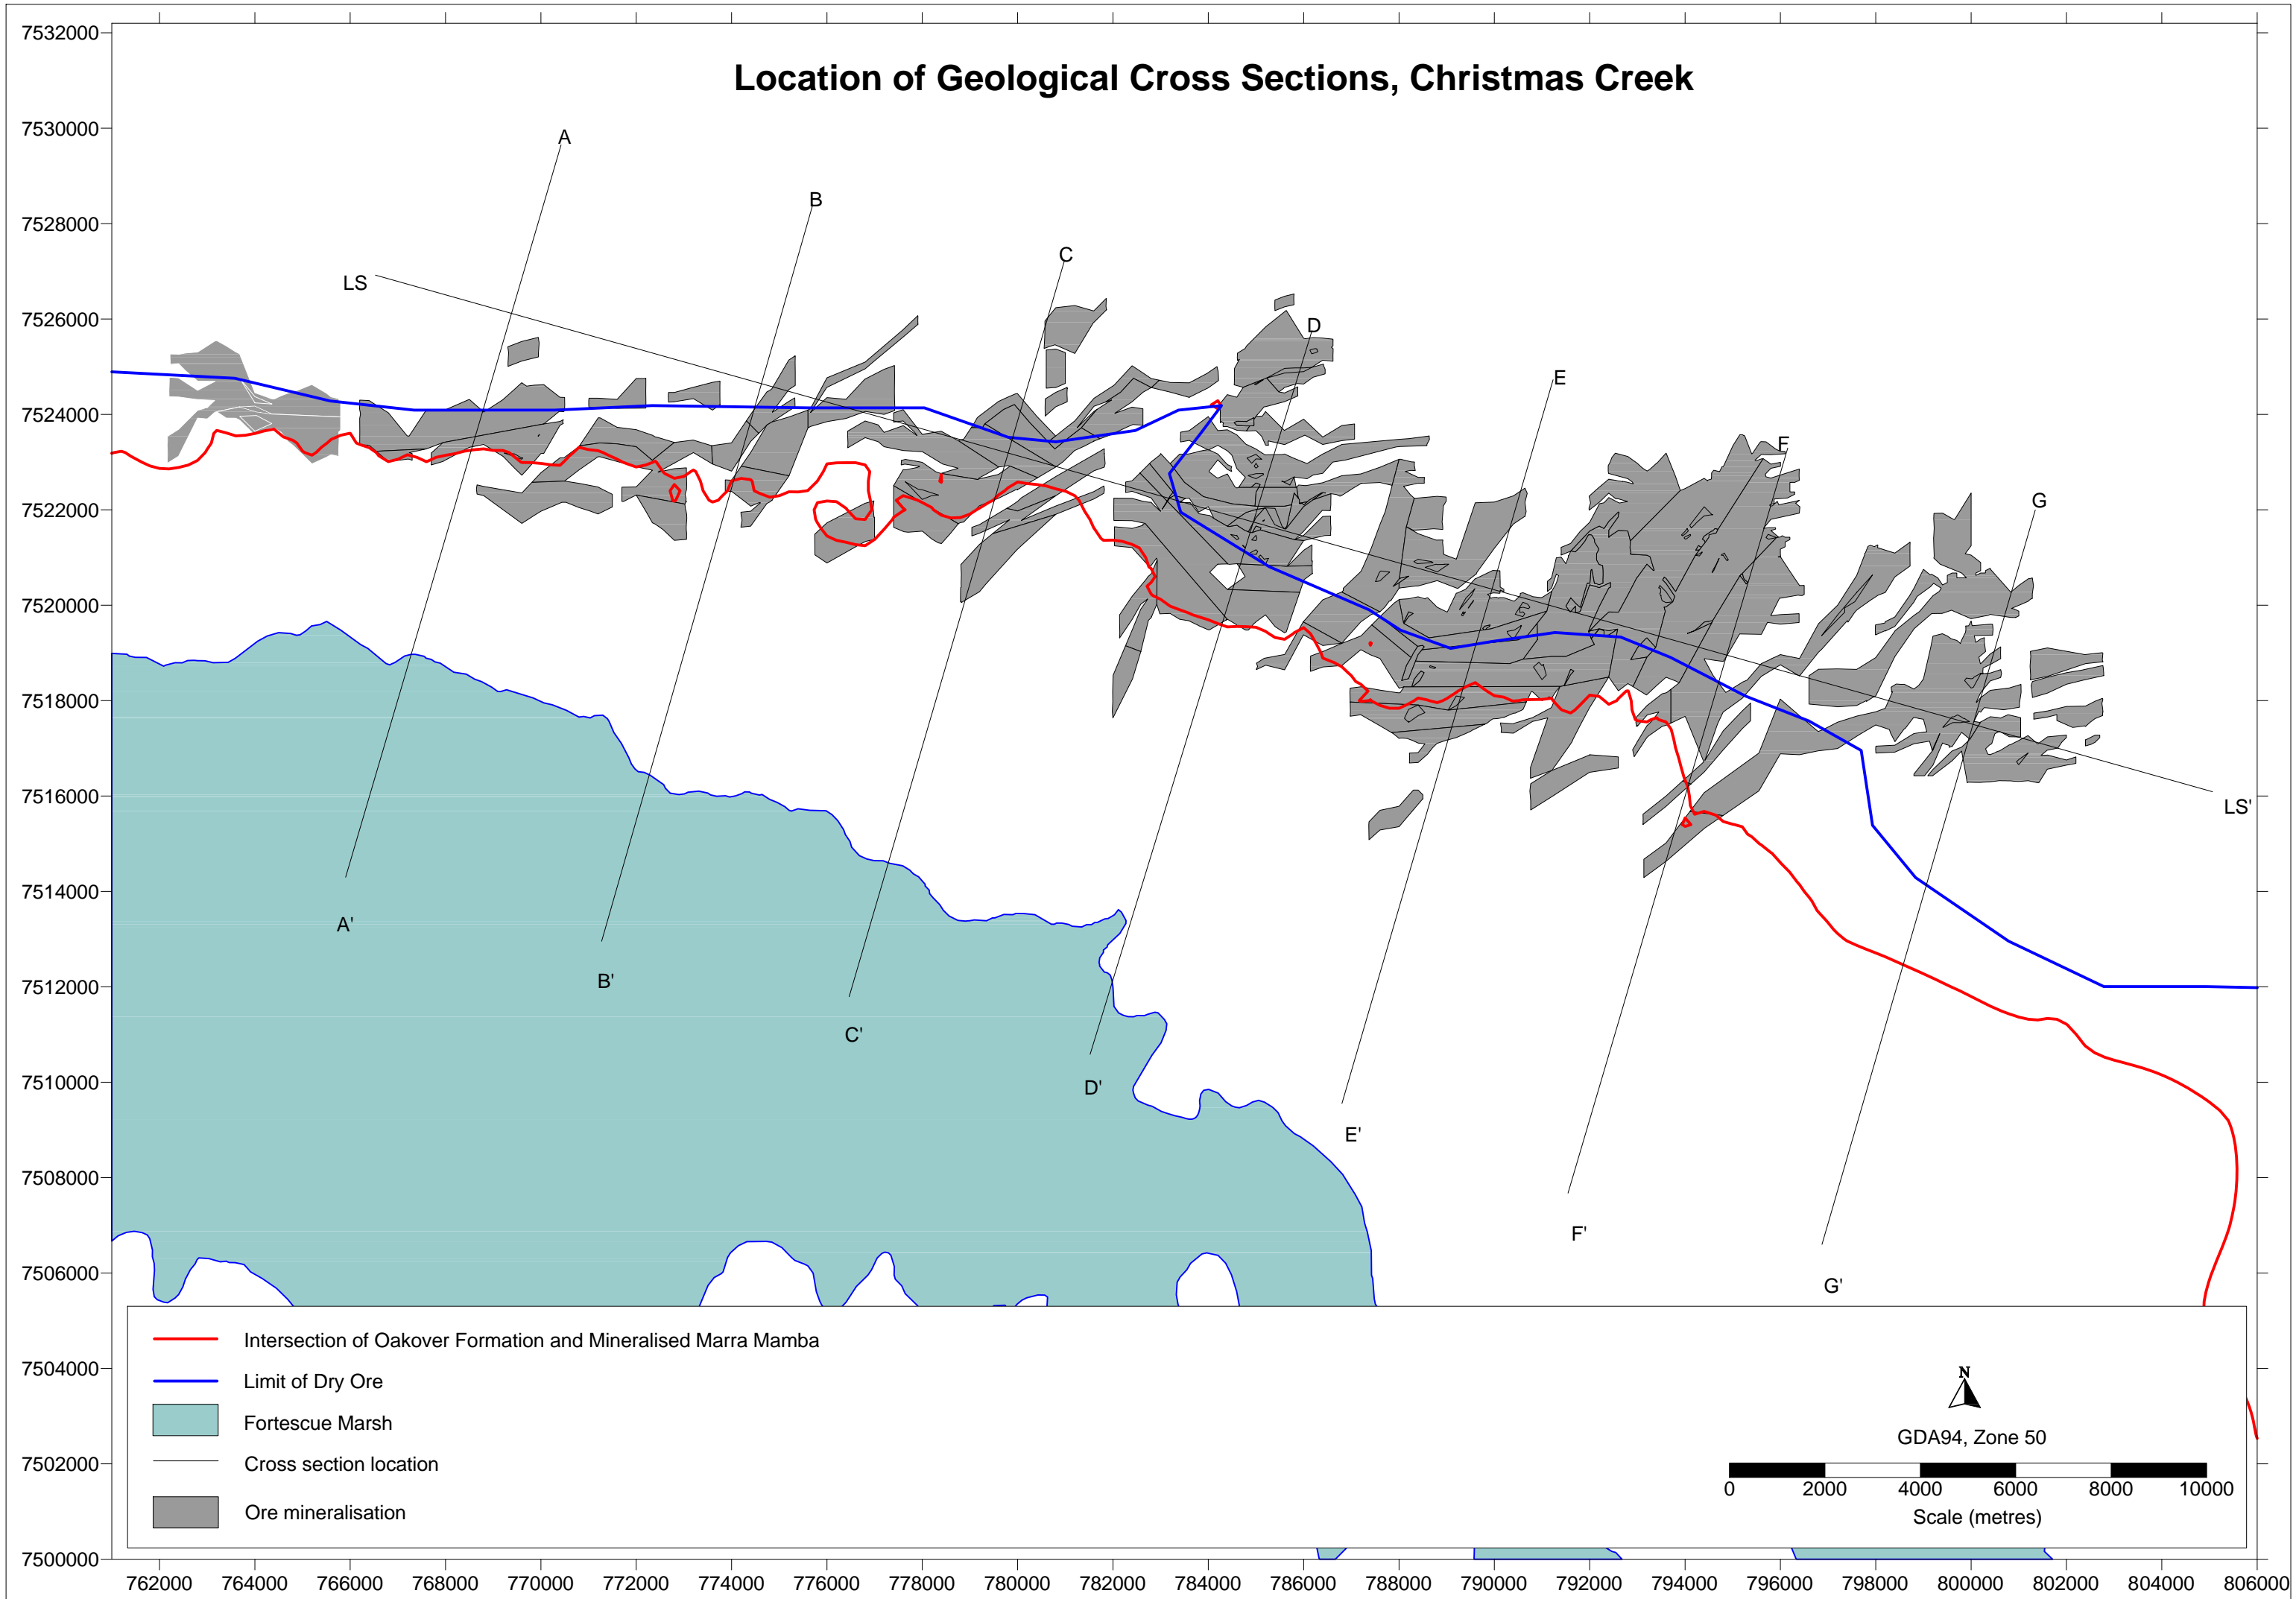 Location of Geological Cross Sections, Christmas Creek
7532000
7530000
7528000
7526000
7524000
7522000
7520000
7518000
7516000
7514000
7512000
7510000
7508000
7506000
7504000
7502000
7500000
A
B
C
LS
D
E
F
G
LS'
A'
B'
C'
D'
E'
F'
G'
Intersection of Oakover Formation and Mineralised Marra Mamba
Limit of Dry Ore
Fortescue Marsh
Cross section location
Ore mineralisation
N
GDA94, Zone 50
0 2000 4000 6000 8000 10000
Scale (metres)
762000 764000 766000 768000 770000 772000 774000 776000 778000 780000 782000 784000 786000 788000 790000 792000 794000 796000 798000 800000 802000 804000 806000